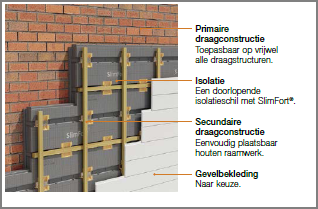 Primaire
draagconstructie
Toepasbaar op vrijwel
alle draagstructuren.
Isolatie
Een doorlopende
isolatieschil met SlimFort®.
Secundaire
draagconstructie
Eenvoudig plaatsbaar
houten raamwerk.
Gevelbekleding
Naar keuze.